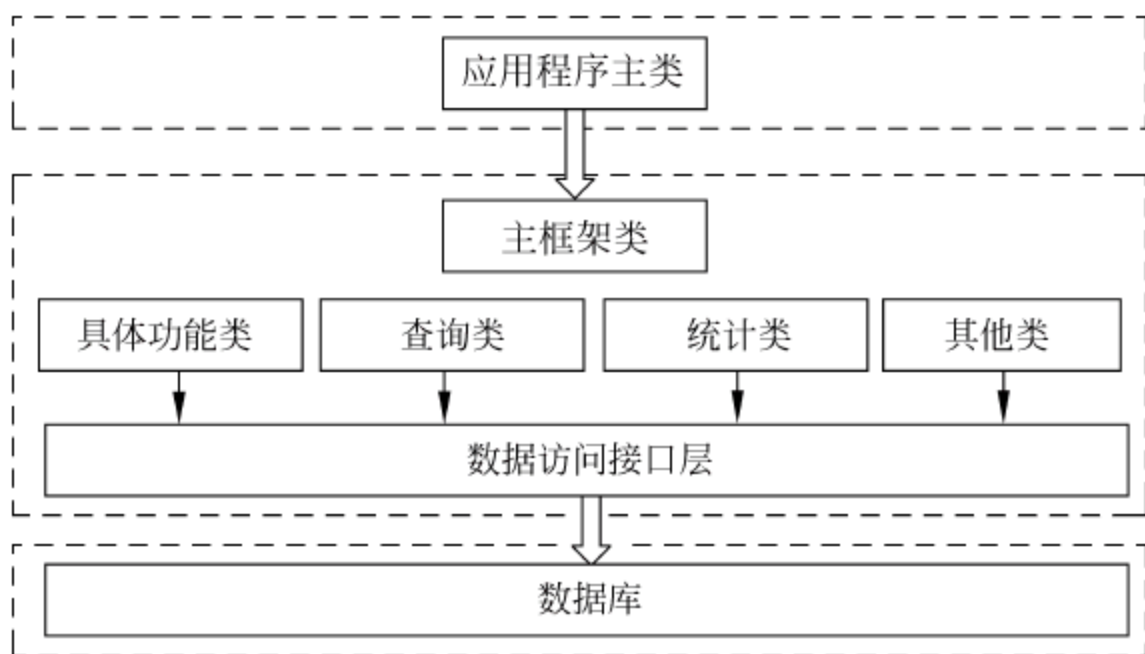 应用程序主类
主框架类
具体功能类
查询类
统计类
其他类
数据访问接口层
数据库